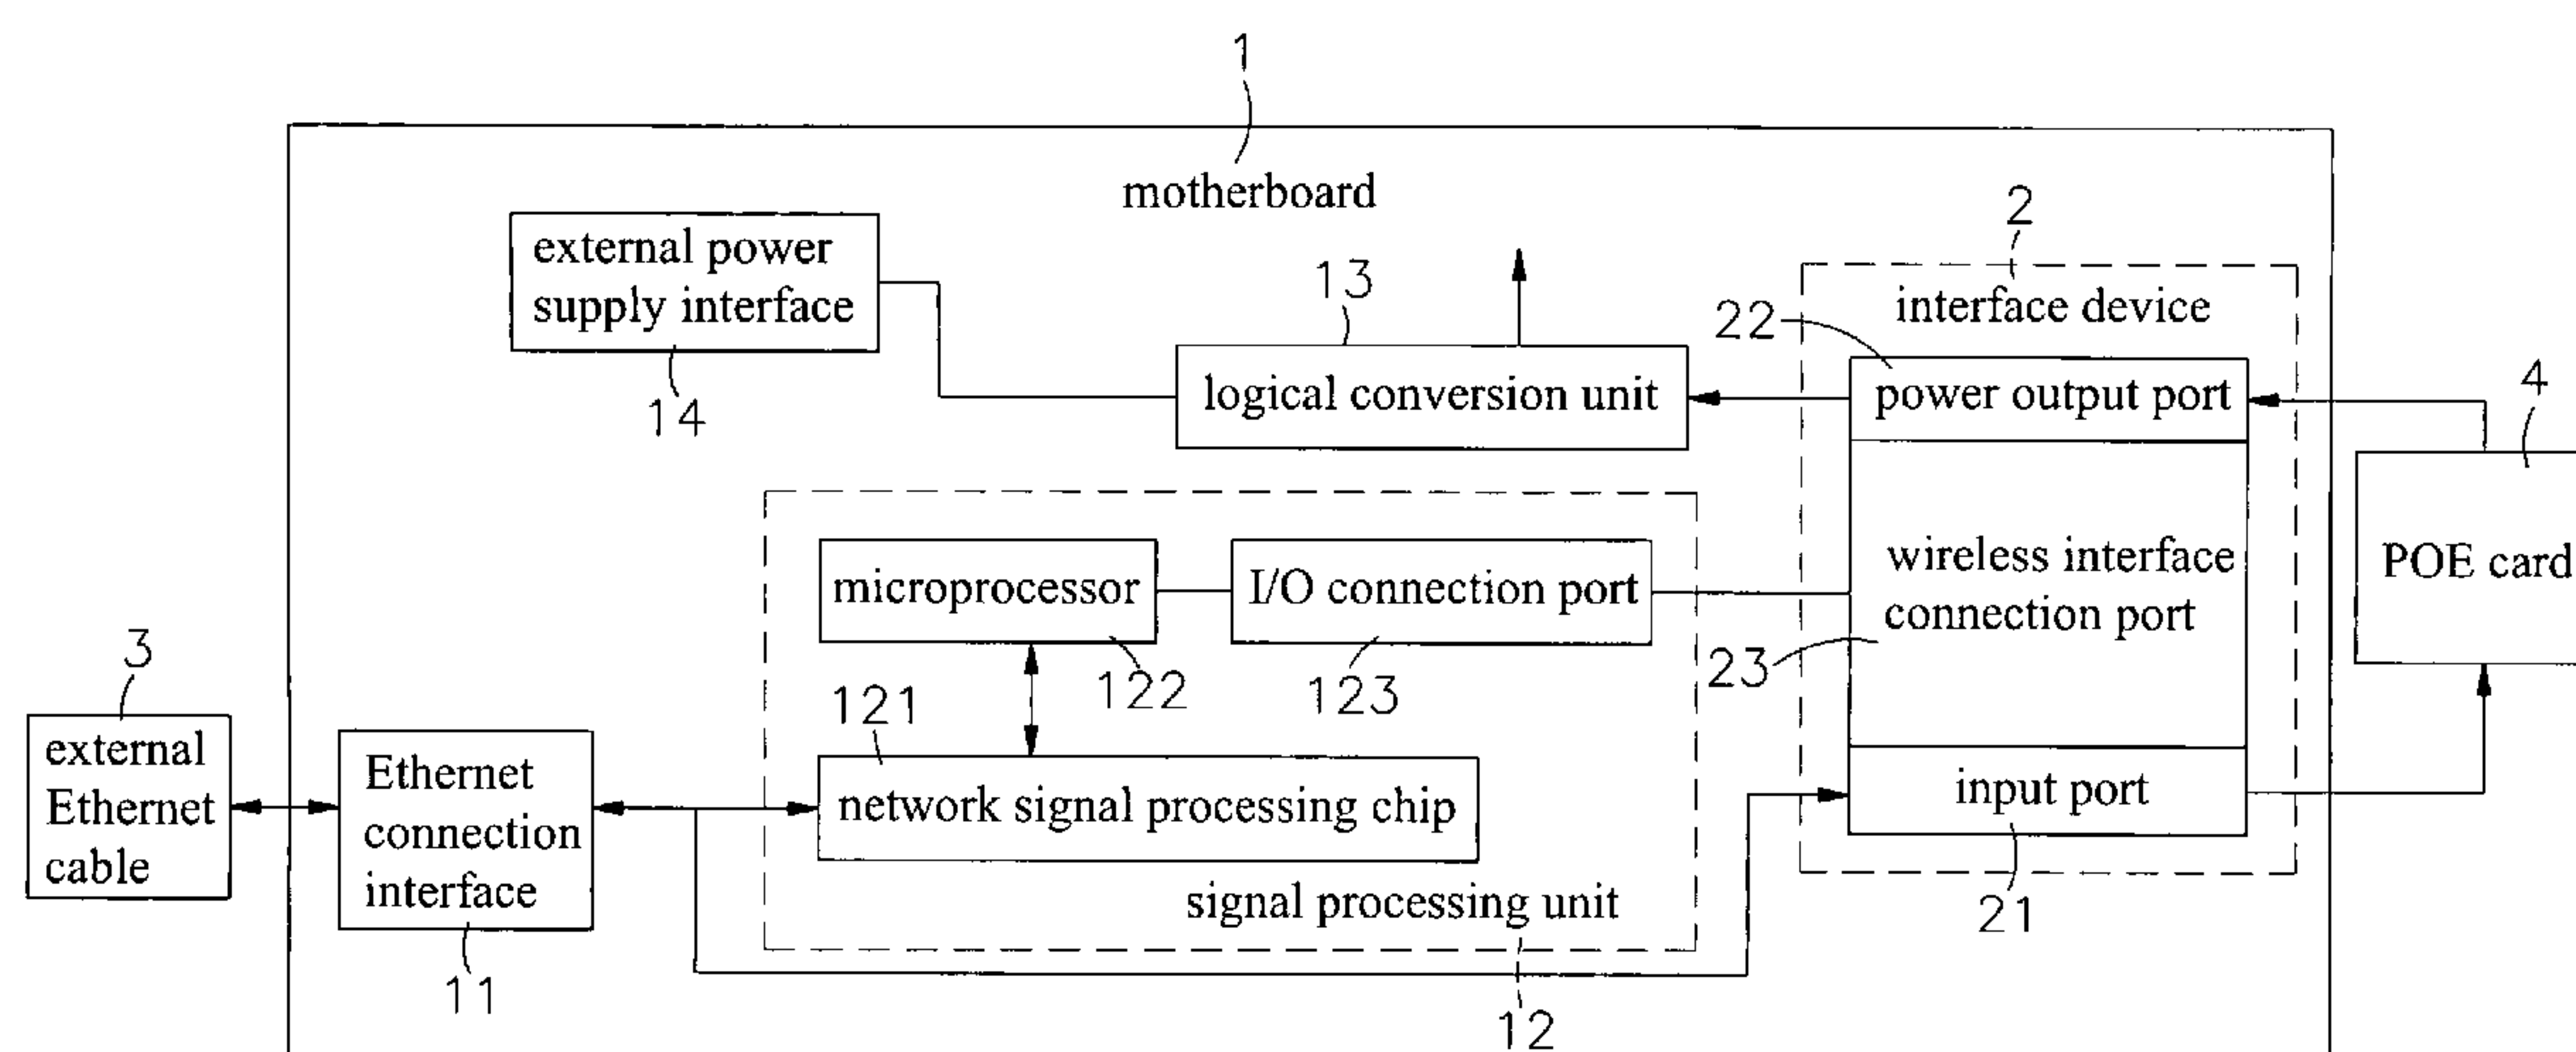 1
motherboard
2
external power
supply interface
14
13
logical conversion unit
22
interface device
power output port
4
POE card
wireless interface
connection port
23
microprocessor
I/O connection port
122
123
3
external
Ethernet
cable
121
Ethernet
connection
interface
11
network signal processing chip
input port
21
signal processing unit
12